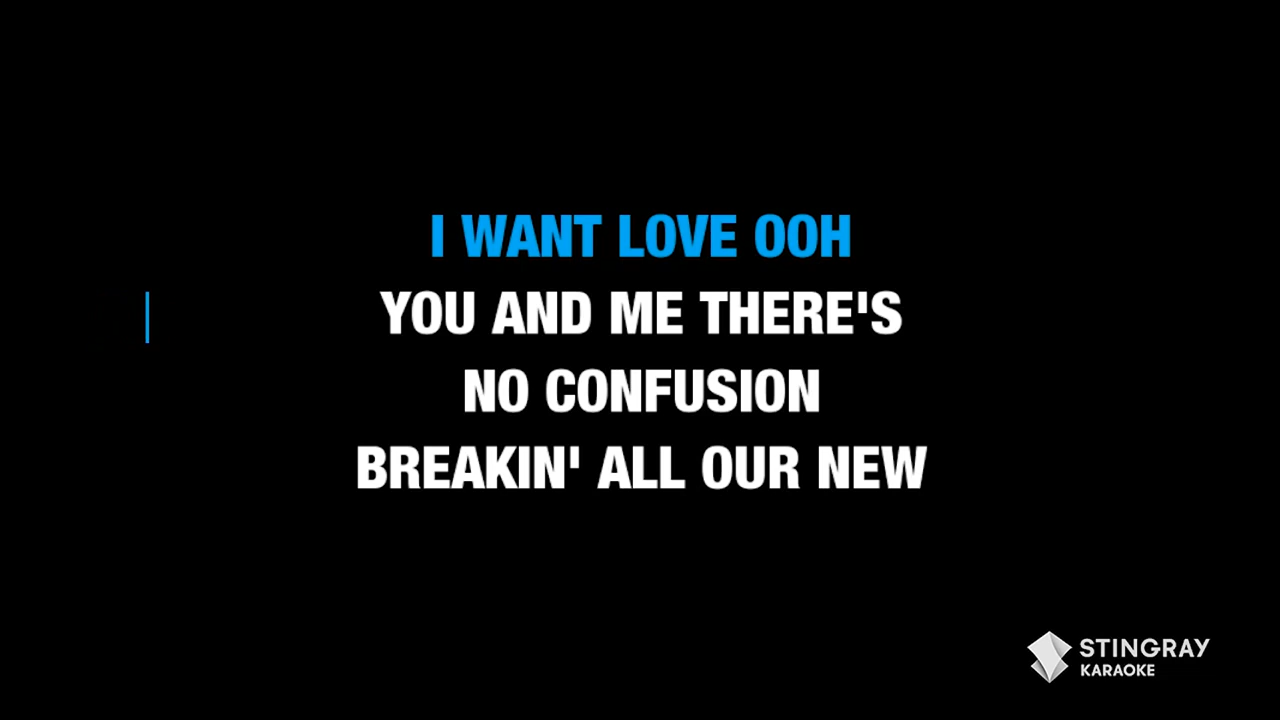 I WANT LOVE OOH
YOU AND ME THERE'S
NO CONFUSION
BREAKIN' ALL OUR NEW
STINGRAY
KARAOKE